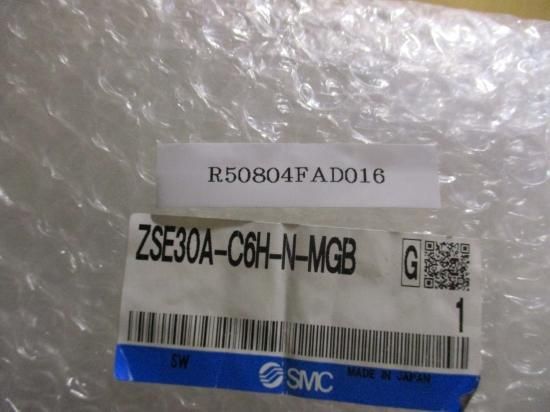 R50804FAD016
ZSE30A-C6H-N-MGB
G
1
SW
SMC
MADE IN JAPAN